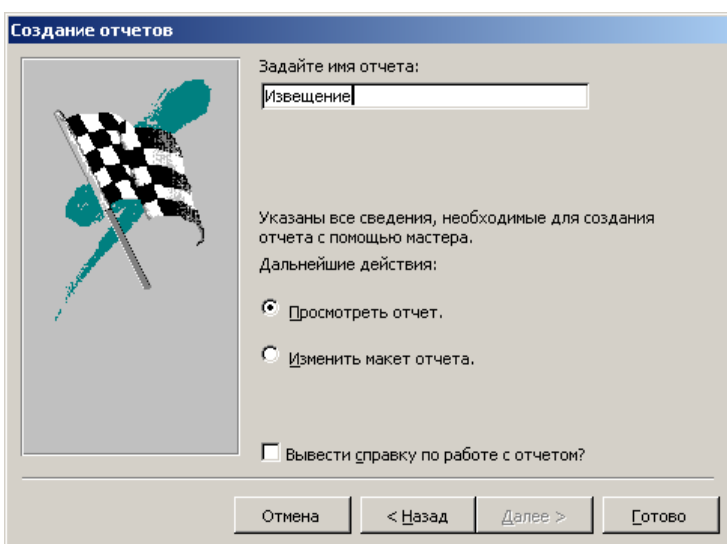 Создание отчетов
Задайте имя отчета:
Извещение
Указаны все сведения, необходимые для создания
отчета с помощью мастера.
Дальнейшие действия:
Просмотреть отчет.
Изменить макет отчета.
Вывести справку по работе с отчетом?
Отмена
< Назад
Далее >
Готово